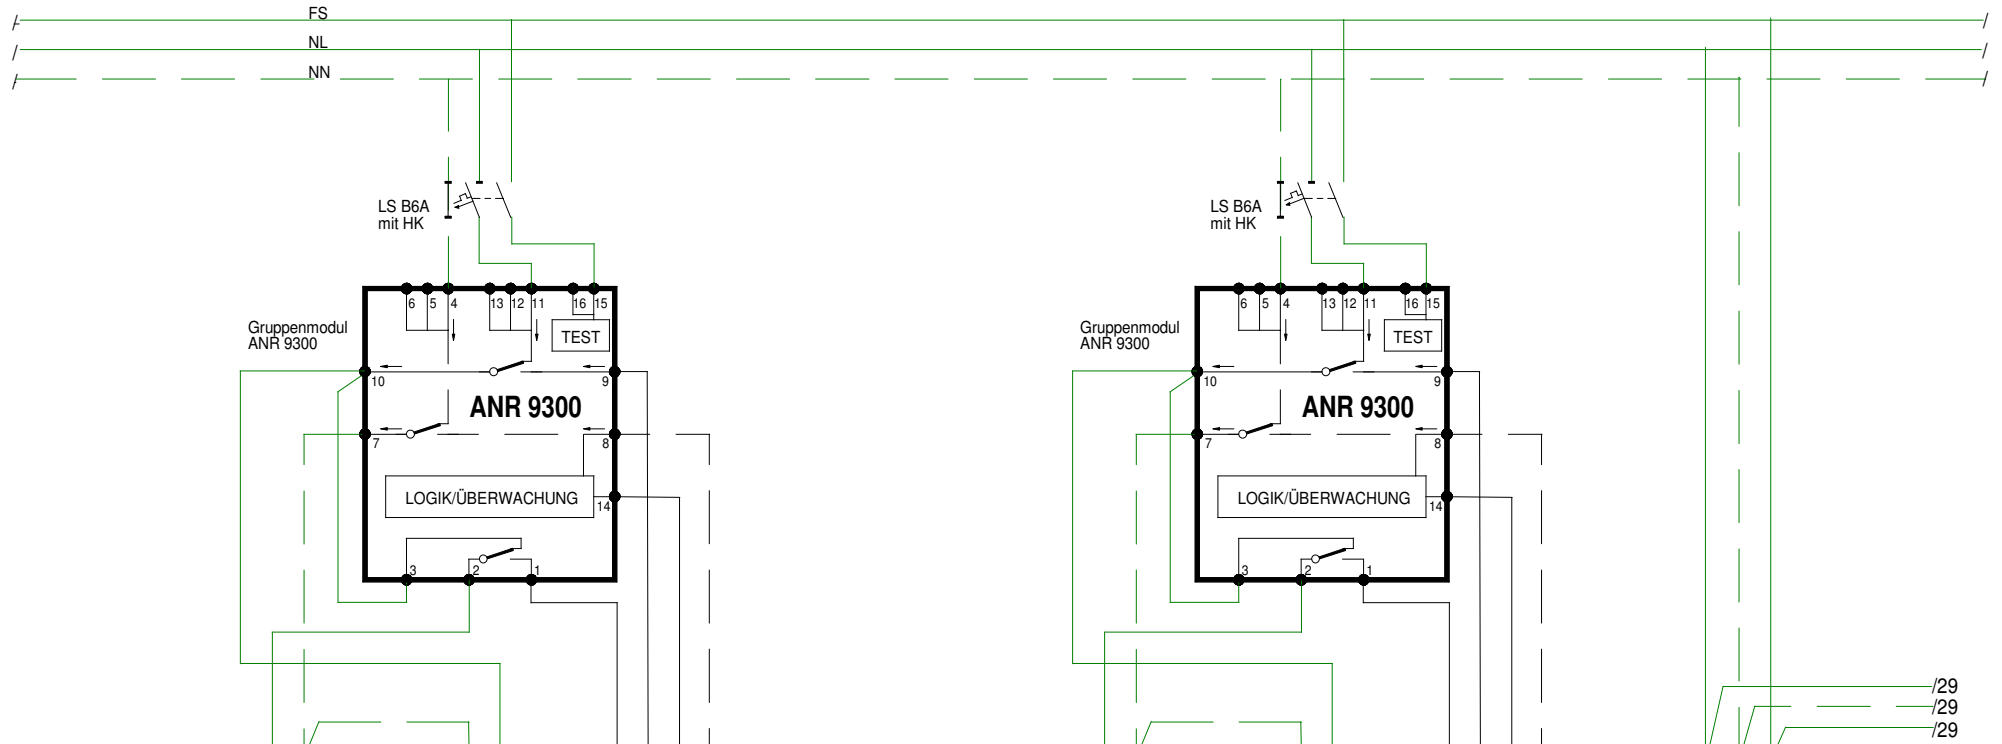 FS
NL
NN
LS B6A
mit HK
LS B6A
mit HK
6 5 4 13 12 11 16 15
6 5 4 13 12 11 16 15
Gruppenmodul
ANR 9300
TEST
Gruppenmodul
ANR 9300
TEST
10 9
10 9
ANR 9300
ANR 9300
7 8
7 8
LOGIK/ÜBERWACHUNG
14
LOGIK/ÜBERWACHUNG
14
3 2 1
3 2 1
/29
/29
/29